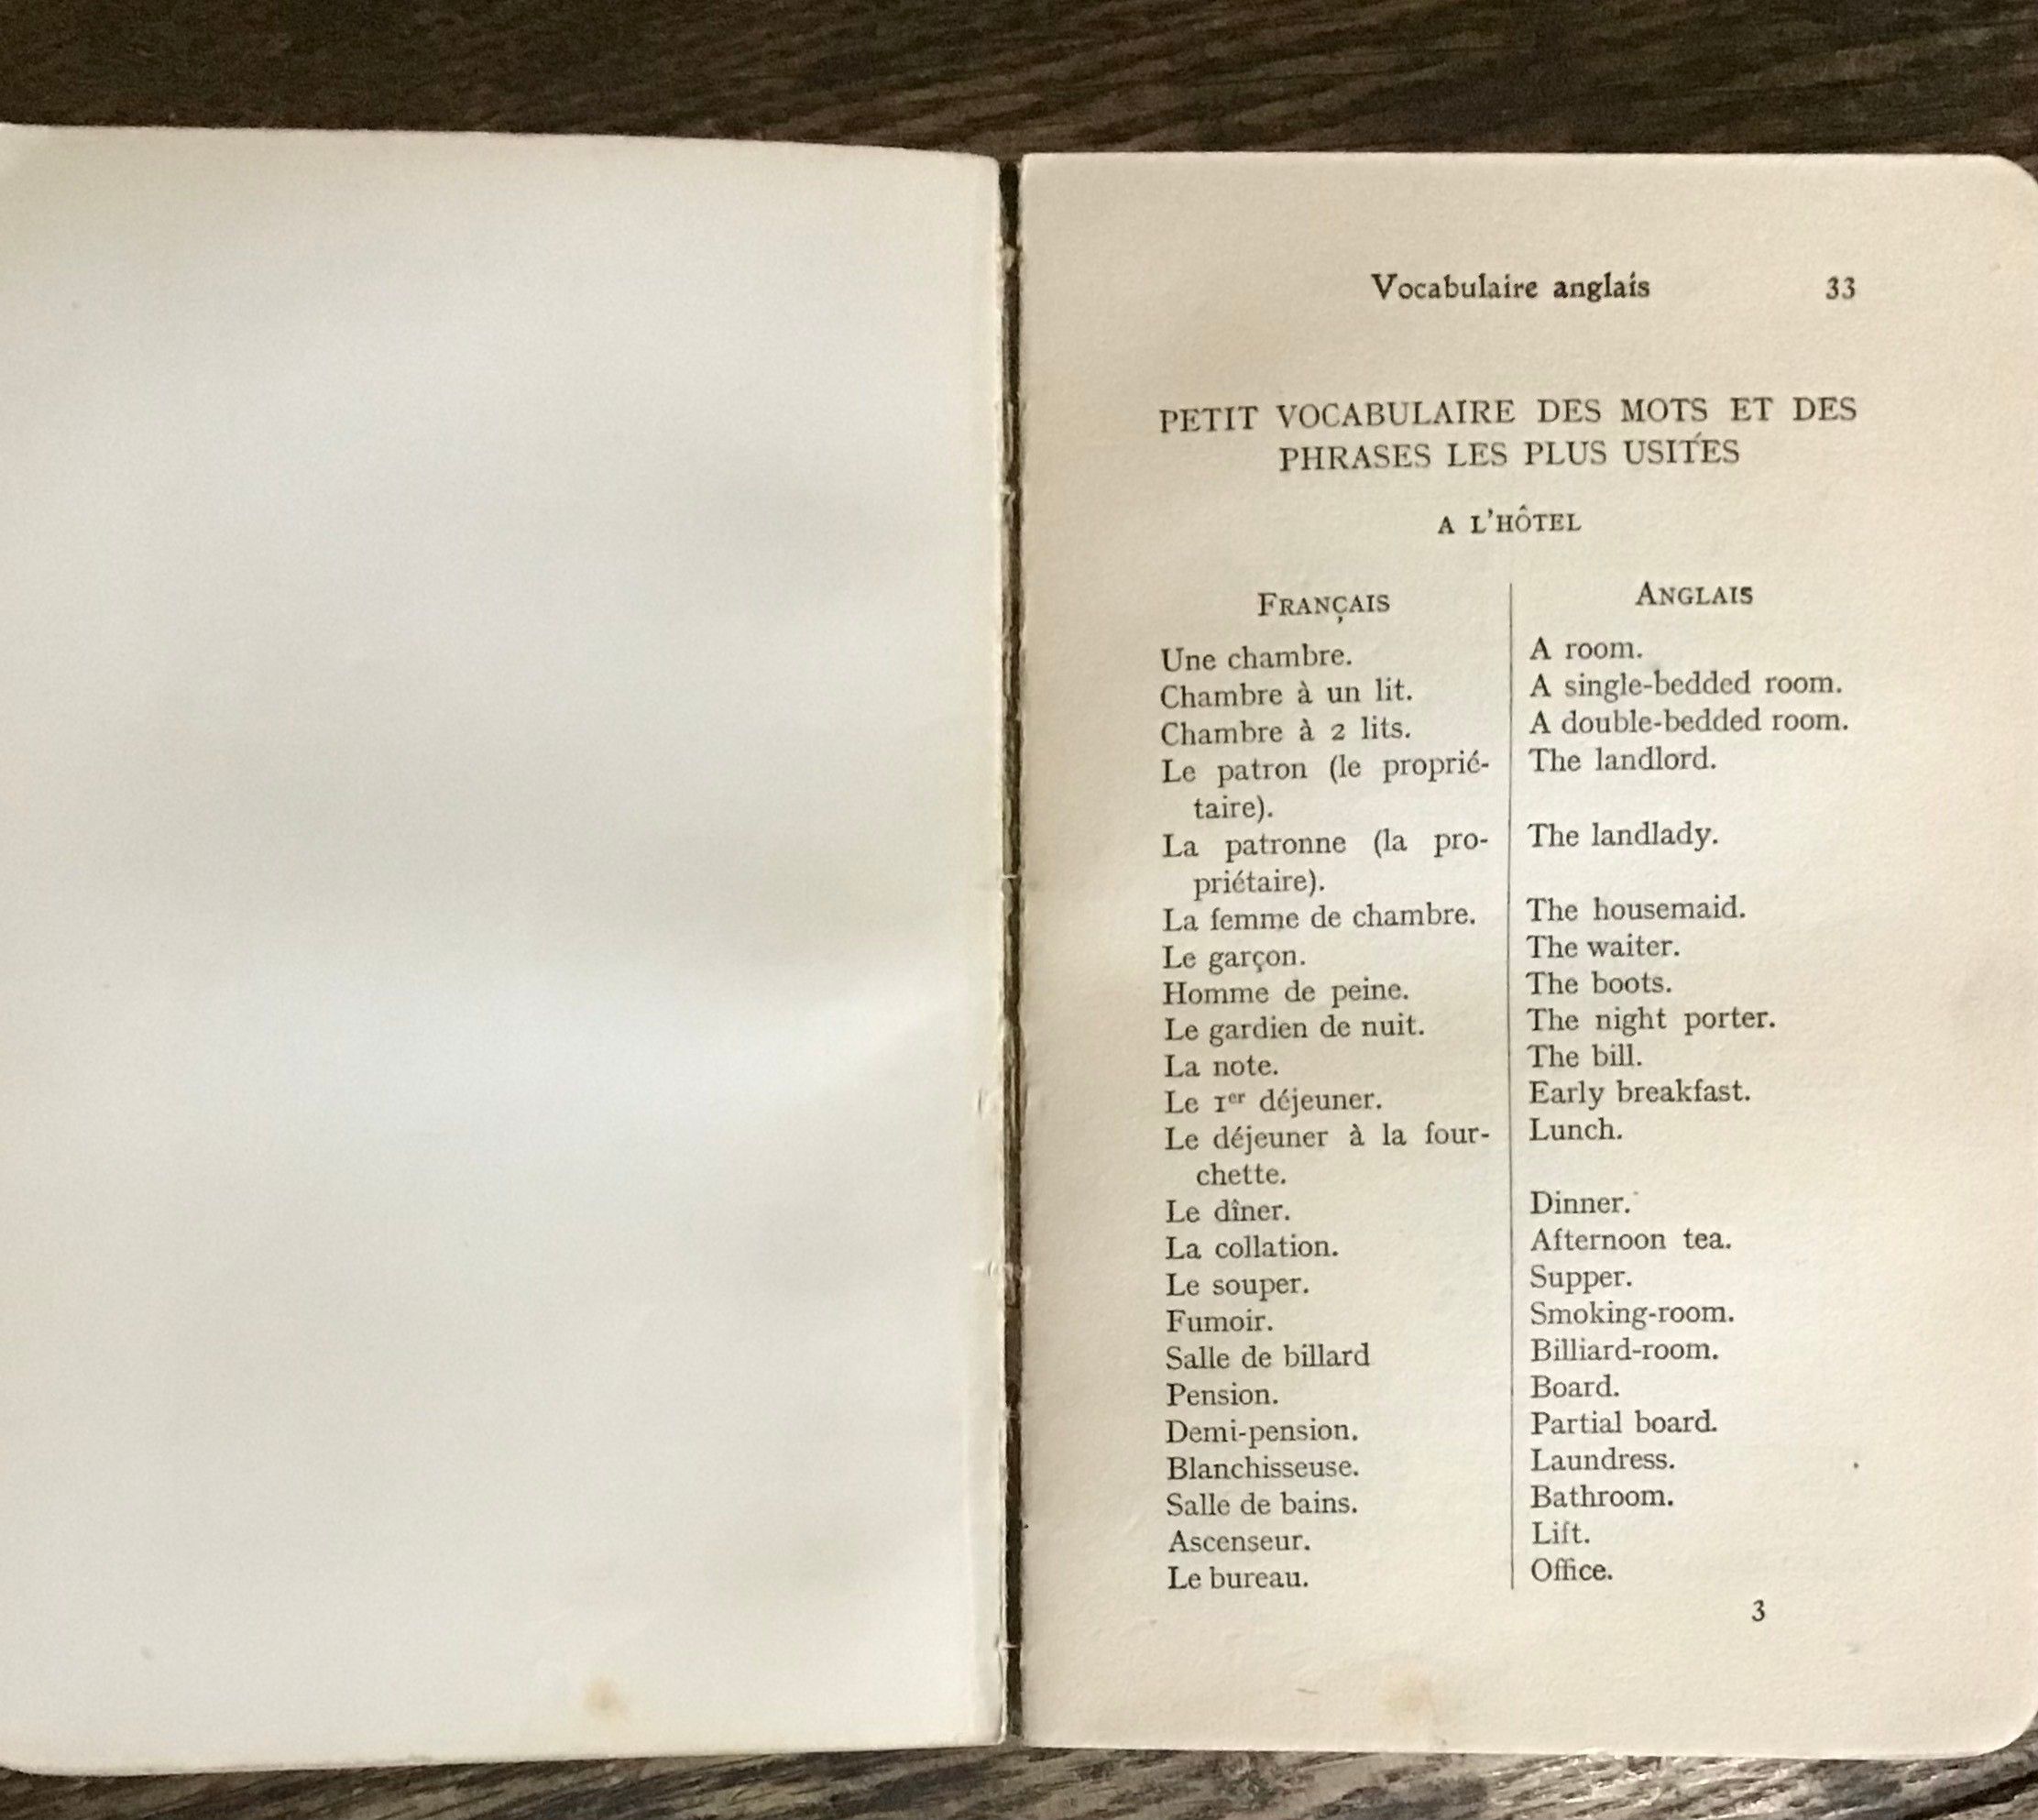 Vocabulaire anglais 33
PETIT VOCABULAIRE DES MOTS ET DES
PHRASES LES PLUS USITÉS
A L'HÔTEL
FRANÇAIS
Une chambre.
Chambre à un lit.
Chambre à 2 lits.
Le patron (le proprié-
taire).
La patronne (la pro-
priétaire).
La femme de chambre.
Le garçon.
Homme de peine.
Le gardien de nuit.
La note.
Le 1er déjeuner.
Le déjeuner à la four-
chette.
Le dîner.
La collation.
Le souper.
Fumoir.
Salle de billard
Pension.
Demi-pension.
Blanchisseuse.
Salle de bains.
Ascenseur.
Le bureau.
ANGLAIS
A room.
A single-bedded room.
A double-bedded room.
The landlord.
The landlady.
The housemaid.
The waiter.
The boots.
The night porter.
The bill.
Early breakfast.
Lunch.
Dinner.
Afternoon tea.
Supper.
Smoking-room.
Billiard-room.
Board.
Partial board.
Laundress.
Bathroom.
Lift.
Office.
3